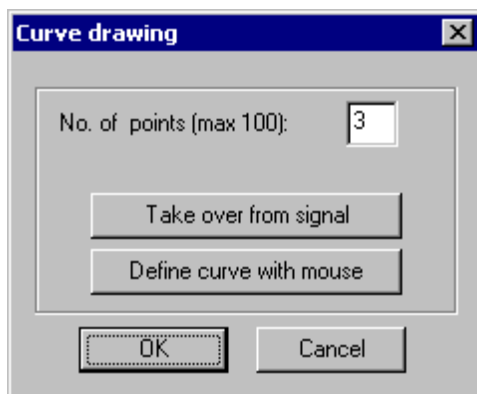 Curve drawing
No. of points (max 100): 3
Take over from signal
Define curve with mouse
OK Cancel